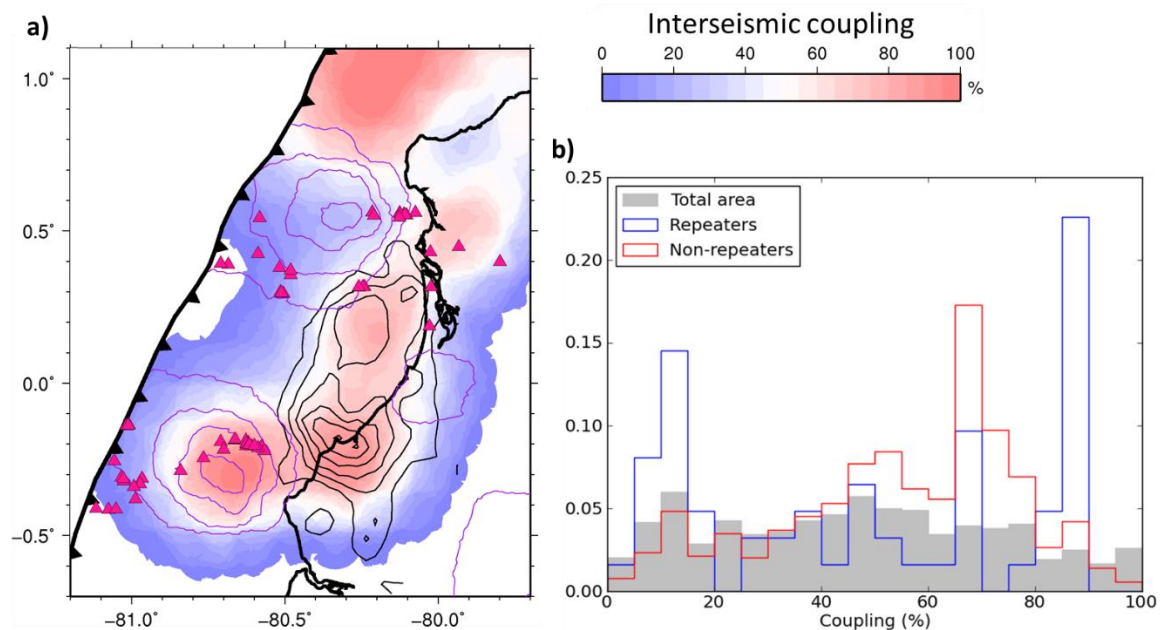 a)
Interseismic coupling
0 20 40 60 80 100
%
1.0°
0.5°
0.0°
−0.5°
−81.0° −80.5° −80.0°
b)
0.25
0.20
0.15
0.10
0.05
0.00
Total area
Repeaters
Non-repeaters
0 20 40 60 80 100
Coupling (%)